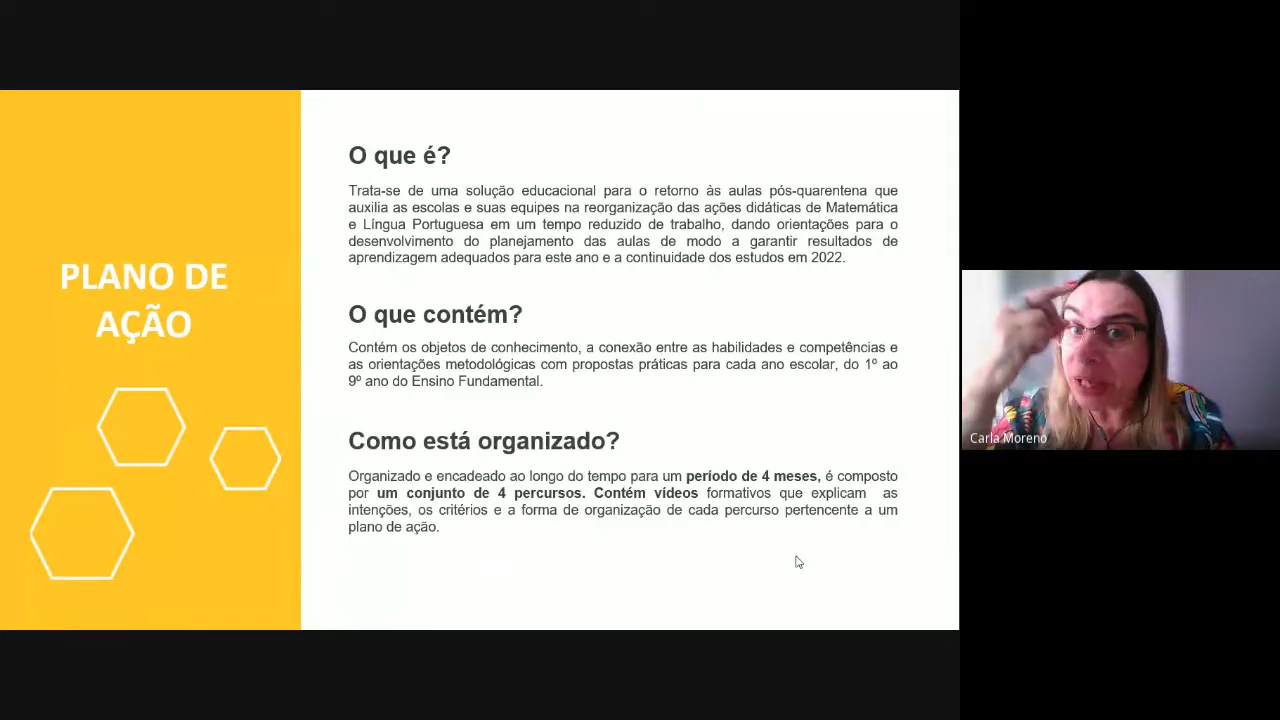 PLANO DE
AÇÃO
O que é?
Trata-se de uma solução educacional para o retorno às aulas pós-quarentena que
auxilia as escolas e suas equipes na reorganização das ações didáticas de Matemática
e Língua Portuguesa em um tempo reduzido de trabalho, dando orientações para o
desenvolvimento do planejamento das aulas de modo a garantir resultados de
aprendizagem adequados para este ano e a continuidade dos estudos em 2022.
O que contém?
Contém os objetos de conhecimento, a conexão entre as habilidades e competências e
as orientações metodológicas com propostas práticas para cada ano escolar, do 1º ao
9º ano do Ensino Fundamental.
Como está organizado?
Organizado e encadeado ao longo do tempo para um período de 4 meses, é composto
por um conjunto de 4 percursos. Contém vídeos formativos que explicam as
intenções, os critérios e a forma de organização de cada percurso pertencente a um
plano de ação.
Carla Moreno